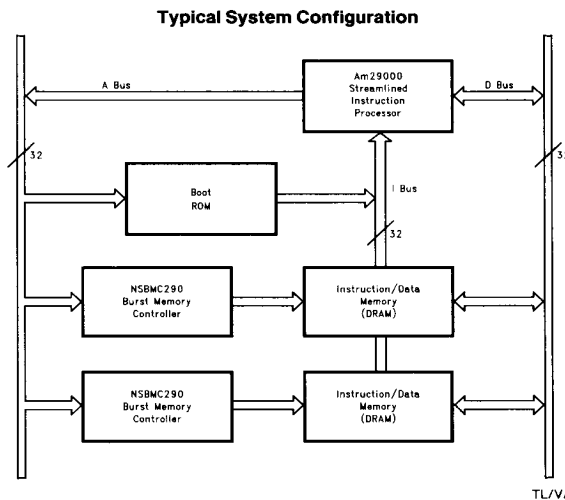 Typical System Configuration
A Bus
Am29000
Streamlined
Instruction
Processor
D Bus
32
Boot
ROM
I Bus
32
NSBMC290
Burst Memory
Controller
Instruction/Data
Memory
(DRAM)
NSBMC290
Burst Memory
Controller
Instruction/Data
Memory
(DRAM)